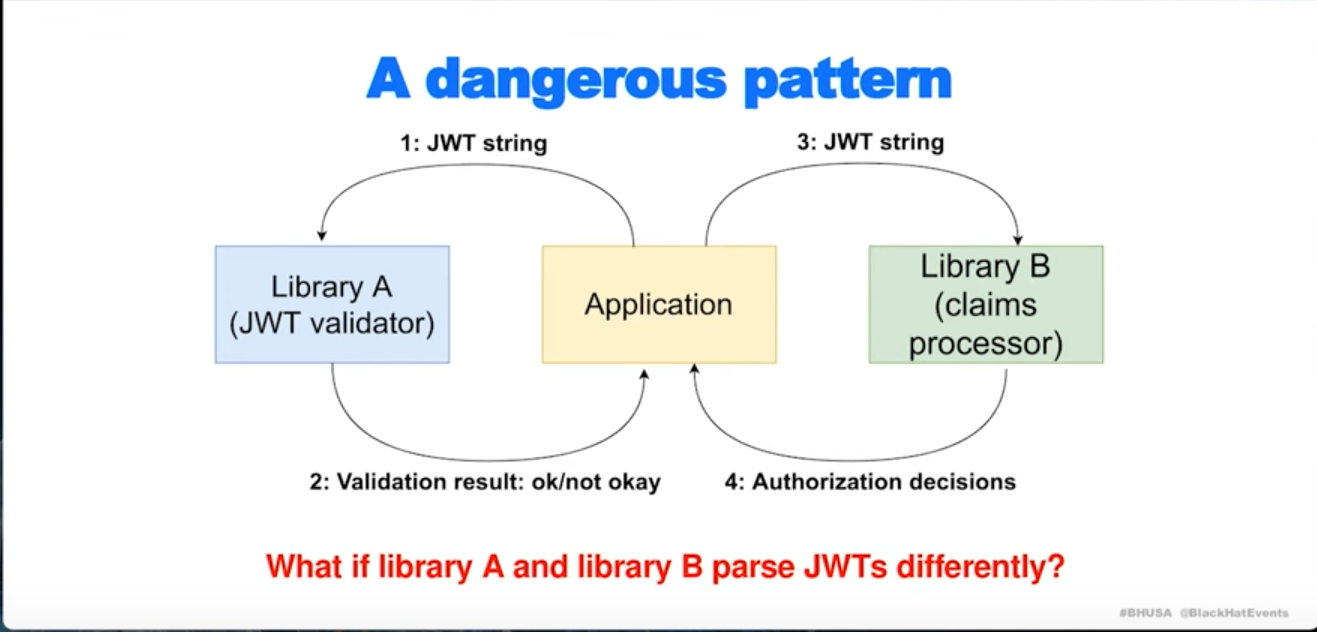 A dangerous pattern
1: JWT string
3: JWT string
Library A
(JWT validator)
Application
Library B
(claims
processor)
2: Validation result: ok/not okay
4: Authorization decisions
What if library A and library B parse JWTs differently?
#BHUSA @BlackHatEvents